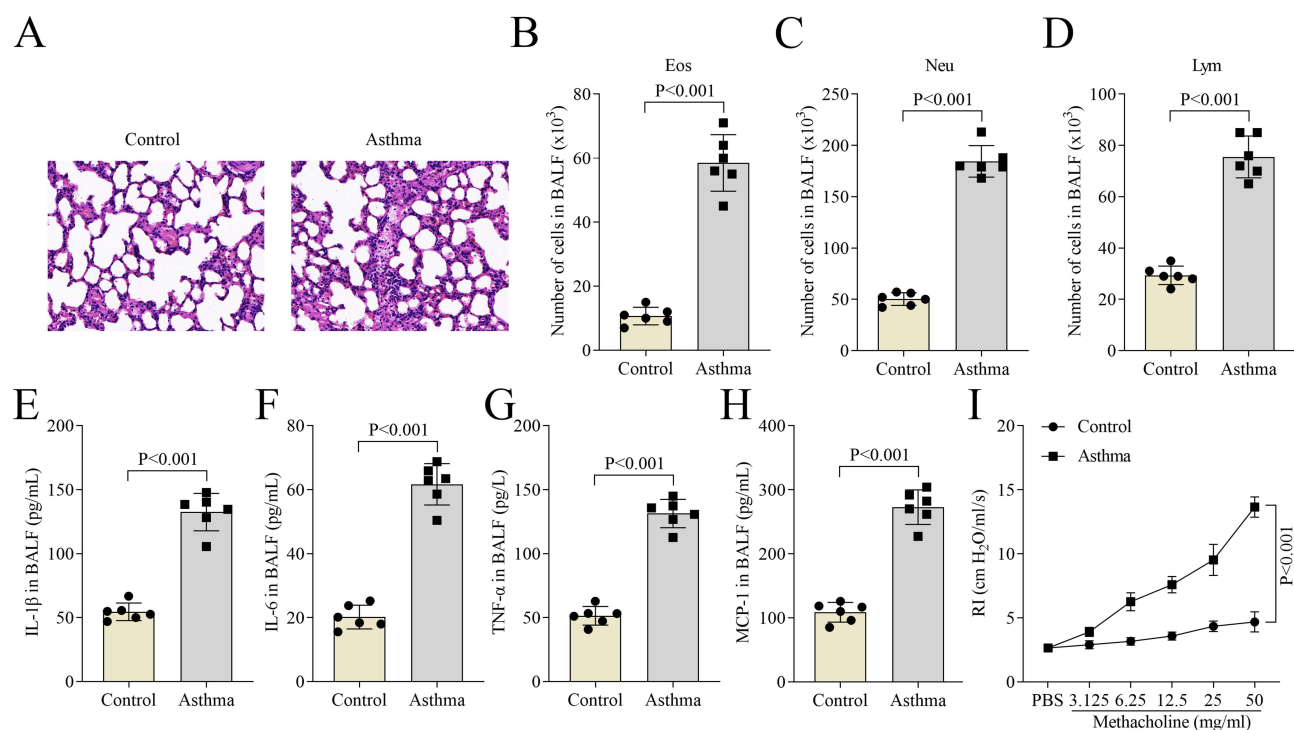 A
Control
Asthma
B
Eos
Number of cells in BALF (x10³)
80
60
40
20
0
P<0.001
Control
Asthma
C
Neu
Number of cells in BALF (x10³)
250
200
150
100
50
0
P<0.001
Control
Asthma
D
Lym
Number of cells in BALF (x10³)
100
80
60
40
20
0
P<0.001
Control
Asthma
E
IL-1β in BALF (pg/mL)
200
150
100
50
0
P<0.001
Control
Asthma
F
IL-6 in BALF (pg/mL)
80
60
40
20
0
P<0.001
Control
Asthma
G
TNF-α in BALF (pg/L)
200
150
100
50
0
P<0.001
Control
Asthma
H
MCP-1 in BALF (pg/mL)
400
300
200
100
0
P<0.001
Control
Asthma
I
RI (cm H₂O/ml/s)
20
15
10
5
0
Control
Asthma
P<0.001
PBS 3.125 6.25 12.5 25 50
Methacholine (mg/ml)